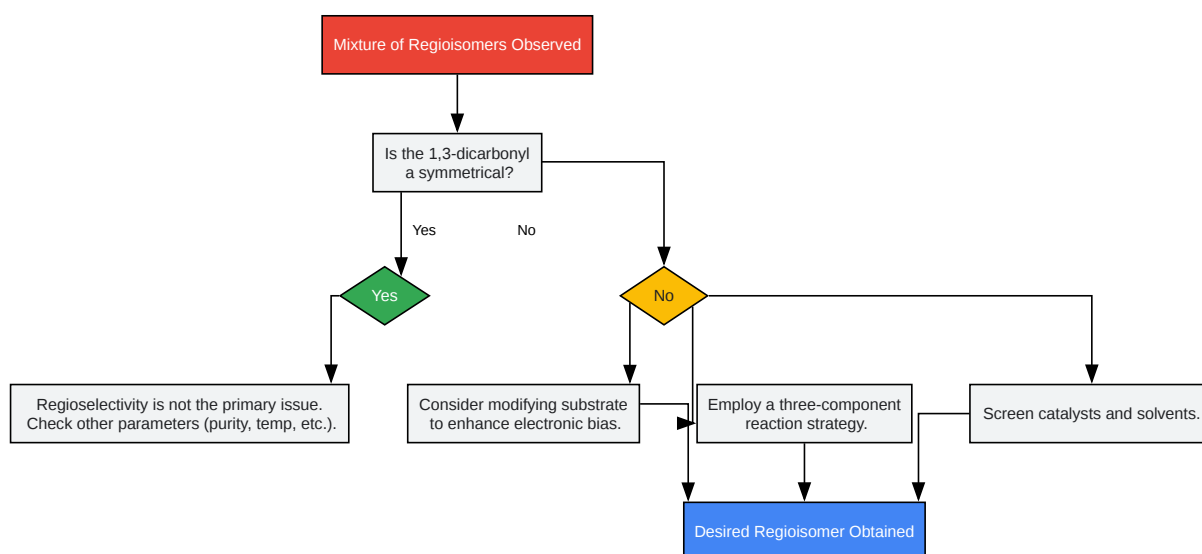 Mixture of Regioisomers Observed
Is the 1,3-dicarbonyl
a symmetrical?
Yes
No
Yes
No
Regioselectivity is not the primary issue.
Check other parameters (purity, temp, etc.).
Consider modifying substrate
to enhance electronic bias.
Employ a three-component
reaction strategy.
Screen catalysts and solvents.
Desired Regioisomer Obtained